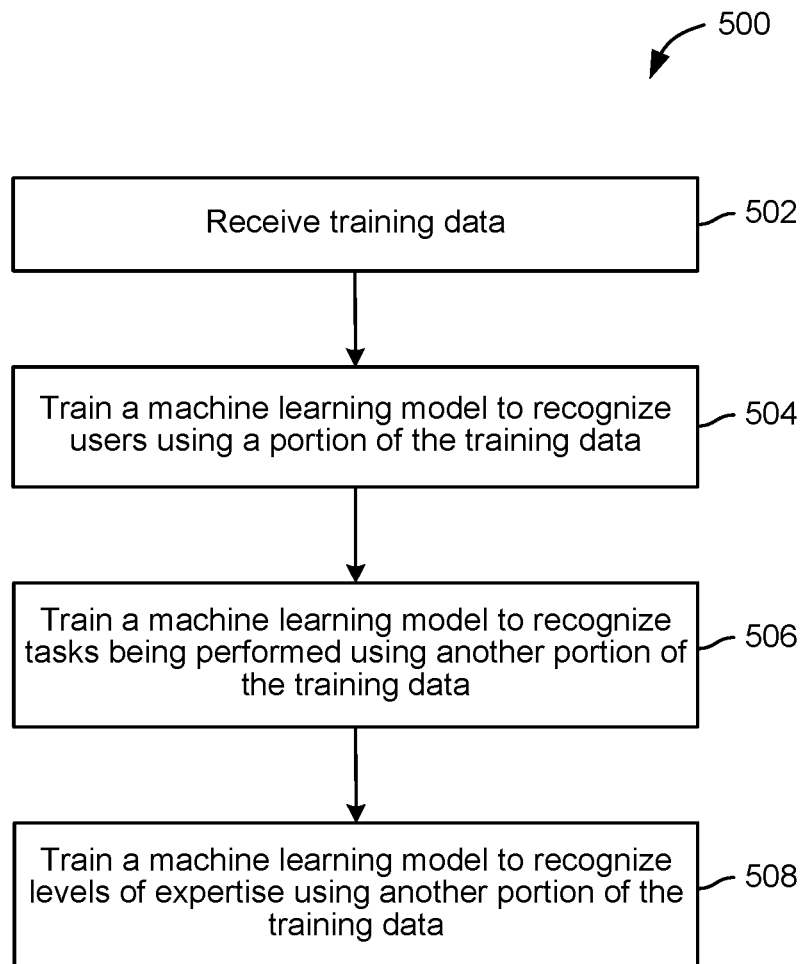 500
Receive training data
502
Train a machine learning model to recognize
users using a portion of the training data
504
Train a machine learning model to recognize
tasks being performed using another portion of
the training data
506
Train a machine learning model to recognize
levels of expertise using another portion of the
training data
508